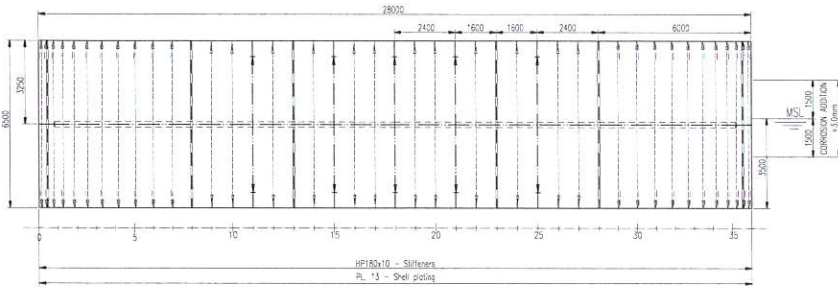 28000
2400 1600 1600 2400 6000
3250
6500
MSL
1500
1500
CORROSION ADDITION
+3.0mm
3500
0 5 10 15 20 25 30 35
HP180x10 - Stiffeners
PL. 13 - Shell plating